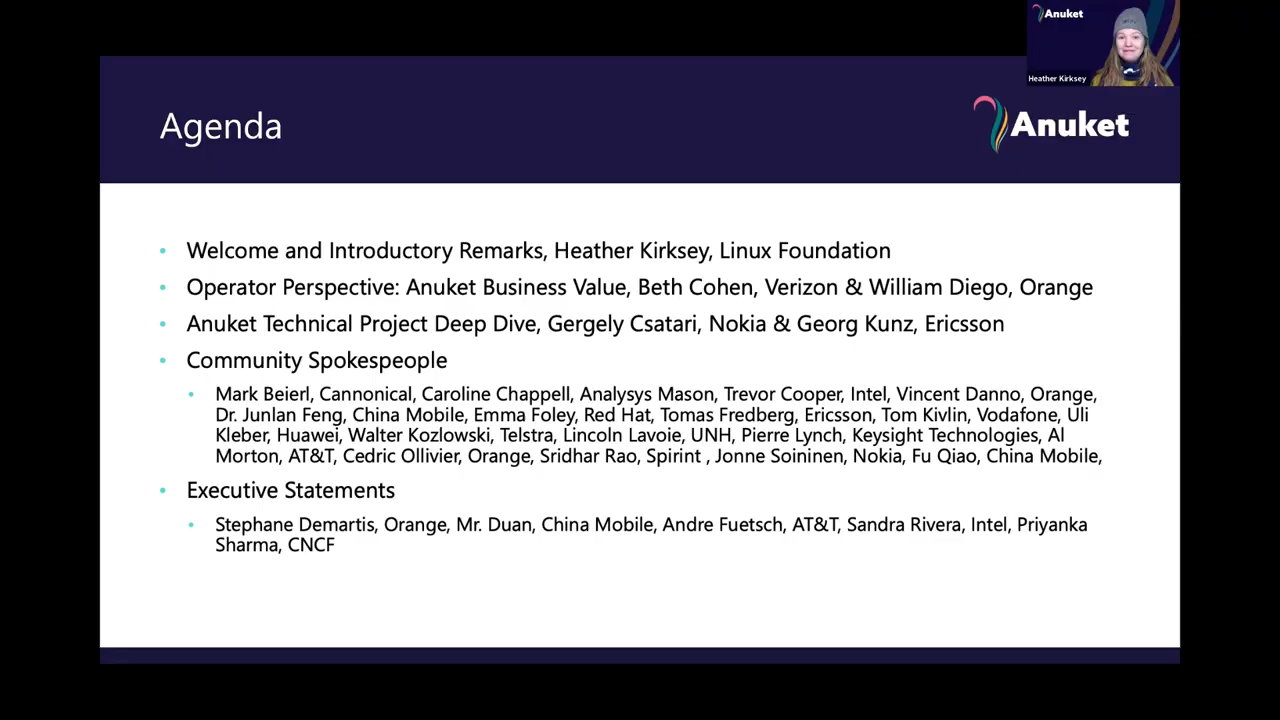 Anuket
Heather Kirksey
Agenda
Anuket
• Welcome and Introductory Remarks, Heather Kirksey, Linux Foundation
• Operator Perspective: Anuket Business Value, Beth Cohen, Verizon & William Diego, Orange
• Anuket Technical Project Deep Dive, Gergely Csatari, Nokia & Georg Kunz, Ericsson
• Community Spokespeople
• Mark Beierl, Cannonical, Caroline Chappell, Analysys Mason, Trevor Cooper, Intel, Vincent Danno, Orange,
Dr. Junlan Feng, China Mobile, Emma Foley, Red Hat, Tomas Fredberg, Ericsson, Tom Kivlin, Vodafone, Uli
Kleber, Huawei, Walter Kozlowski, Telstra, Lincoln Lavoie, UNH, Pierre Lynch, Keysight Technologies, Al
Morton, AT&T, Cedric Ollivier, Orange, Sridhar Rao, Spirint , Jonne Soininen, Nokia, Fu Qiao, China Mobile,
• Executive Statements
• Stephane Demartis, Orange, Mr. Duan, China Mobile, Andre Fuetsch, AT&T, Sandra Rivera, Intel, Priyanka
Sharma, CNCF